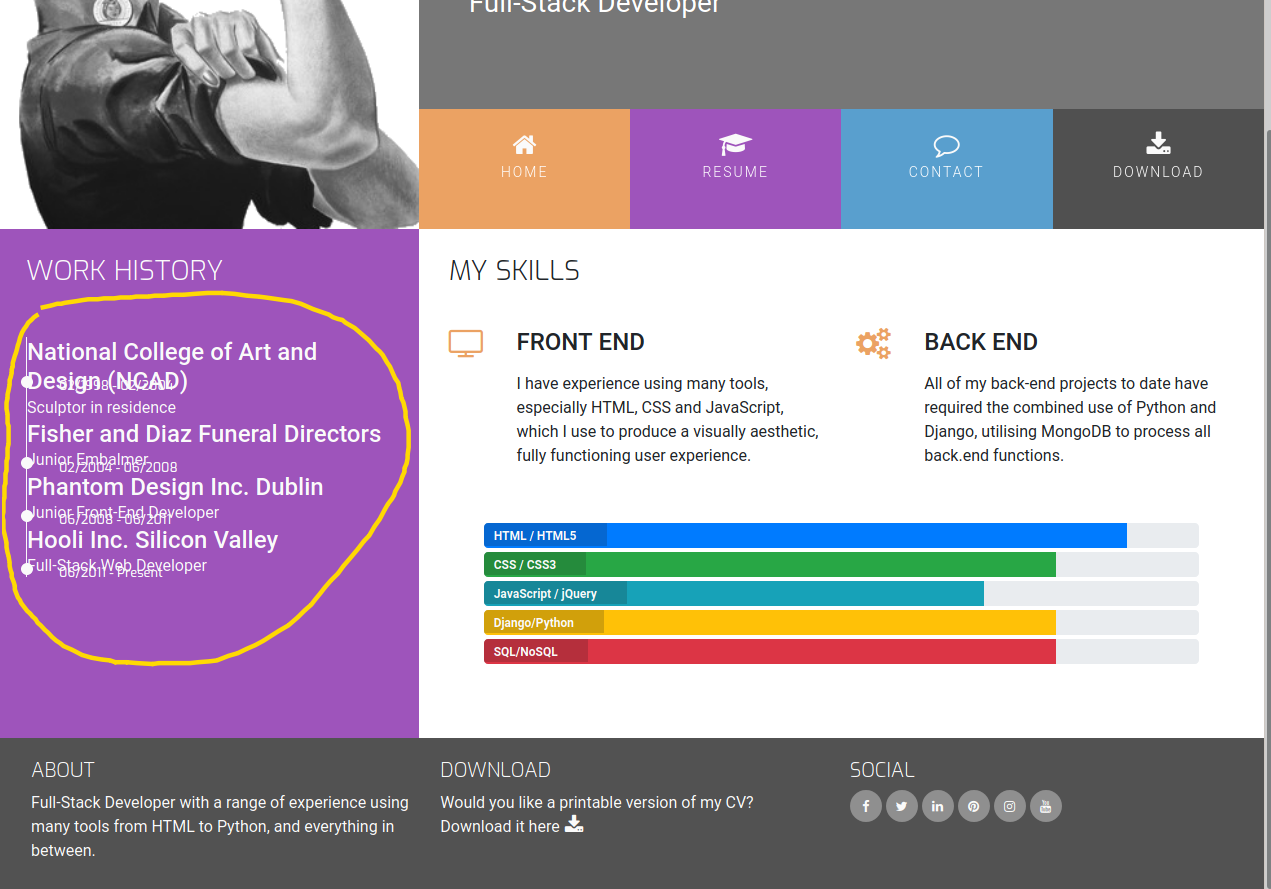 Full-Stack Developer
HOME
RESUME
CONTACT
DOWNLOAD
WORK HISTORY
National College of Art and
Design (NCAD)
02/1998 - 02/2004
Sculptor in residence
Fisher and Diaz Funeral Directors
Junior Embalmer
02/2004 - 06/2008
Phantom Design Inc. Dublin
Junior Front-End Developer
06/2008 - 06/2011
Hooli Inc. Silicon Valley
Full-Stack Web Developer
06/2011 - Present
MY SKILLS
FRONT END
I have experience using many tools,
especially HTML, CSS and JavaScript,
which I use to produce a visually aesthetic,
fully functioning user experience.
BACK END
All of my back-end projects to date have
required the combined use of Python and
Django, utilising MongoDB to process all
back.end functions.
HTML / HTML5
CSS / CSS3
JavaScript / jQuery
Django/Python
SQL/NoSQL
ABOUT
Full-Stack Developer with a range of experience using
many tools from HTML to Python, and everything in
between.
DOWNLOAD
Would you like a printable version of my CV?
Download it here
SOCIAL